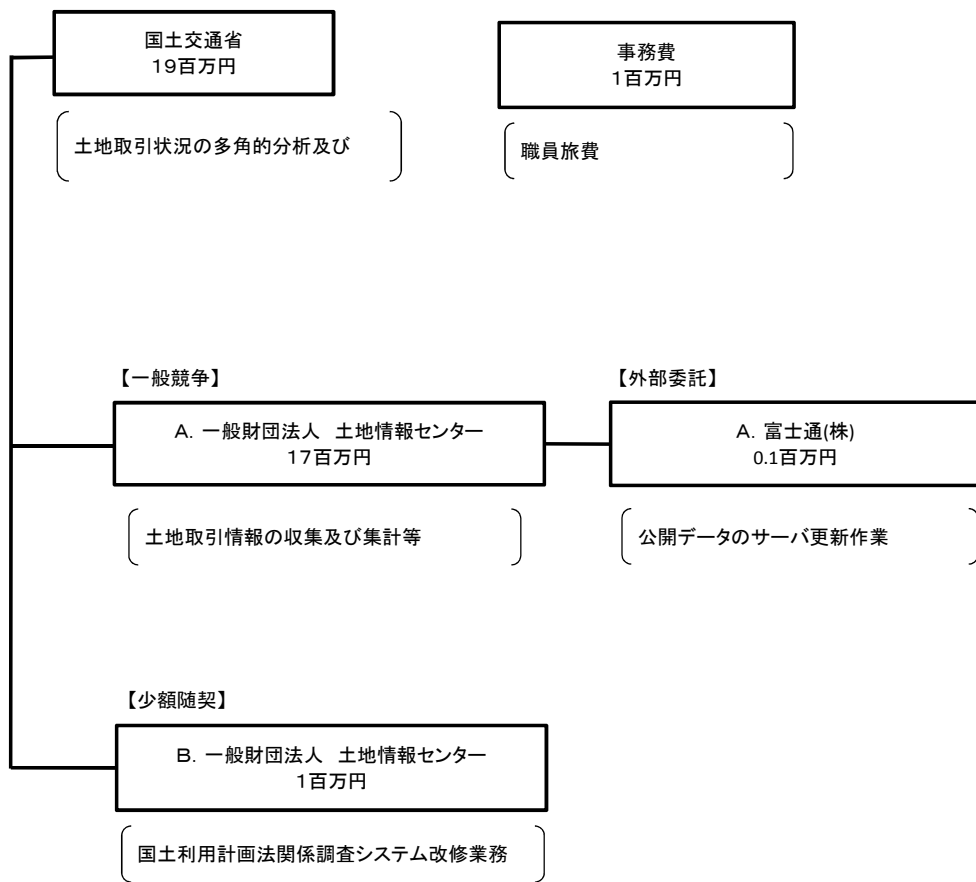 国土交通省
19百万円
事務費
1百万円
土地取引状況の多角的分析及び
職員旅費
【一般競争】
【外部委託】
A．一般財団法人　土地情報センター
17百万円
A．富士通(株)
0.1百万円
土地取引情報の収集及び集計等
公開データのサーバ更新作業
【少額随契】
B．一般財団法人　土地情報センター
1百万円
国土利用計画法関係調査システム改修業務